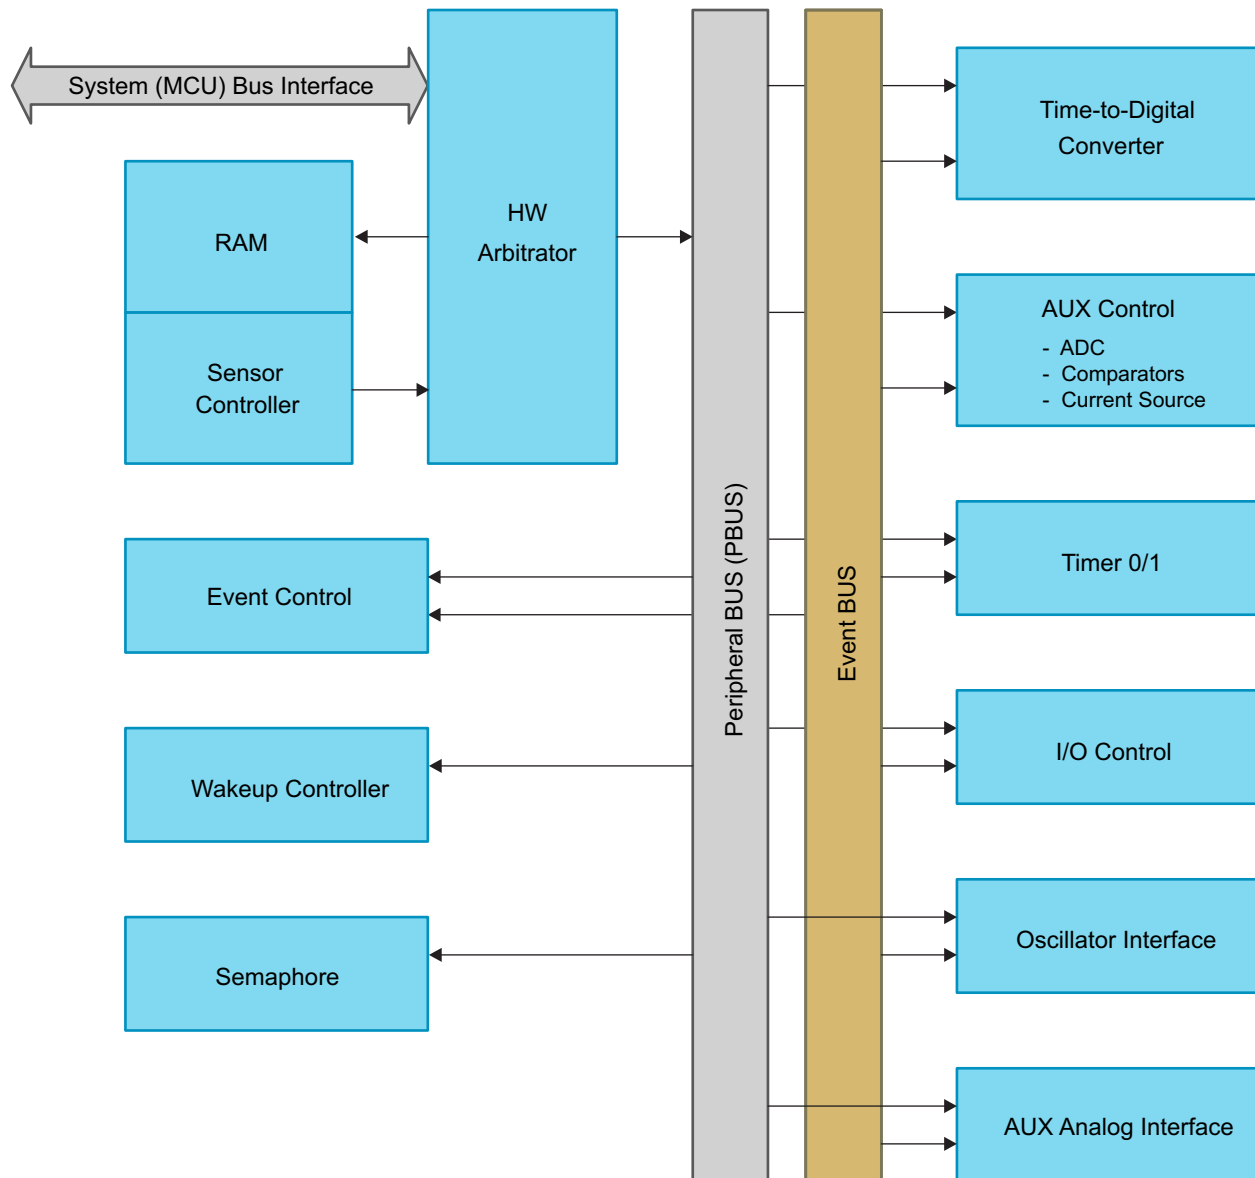 System (MCU) Bus Interface
RAM
Sensor
Controller
HW
Arbitrator
Event Control
Wakeup Controller
Semaphore
Peripheral BUS (PBUS)
Event BUS
Time-to-Digital
Converter
AUX Control
- ADC
- Comparators
- Current Source
Timer 0/1
I/O Control
Oscillator Interface
AUX Analog Interface